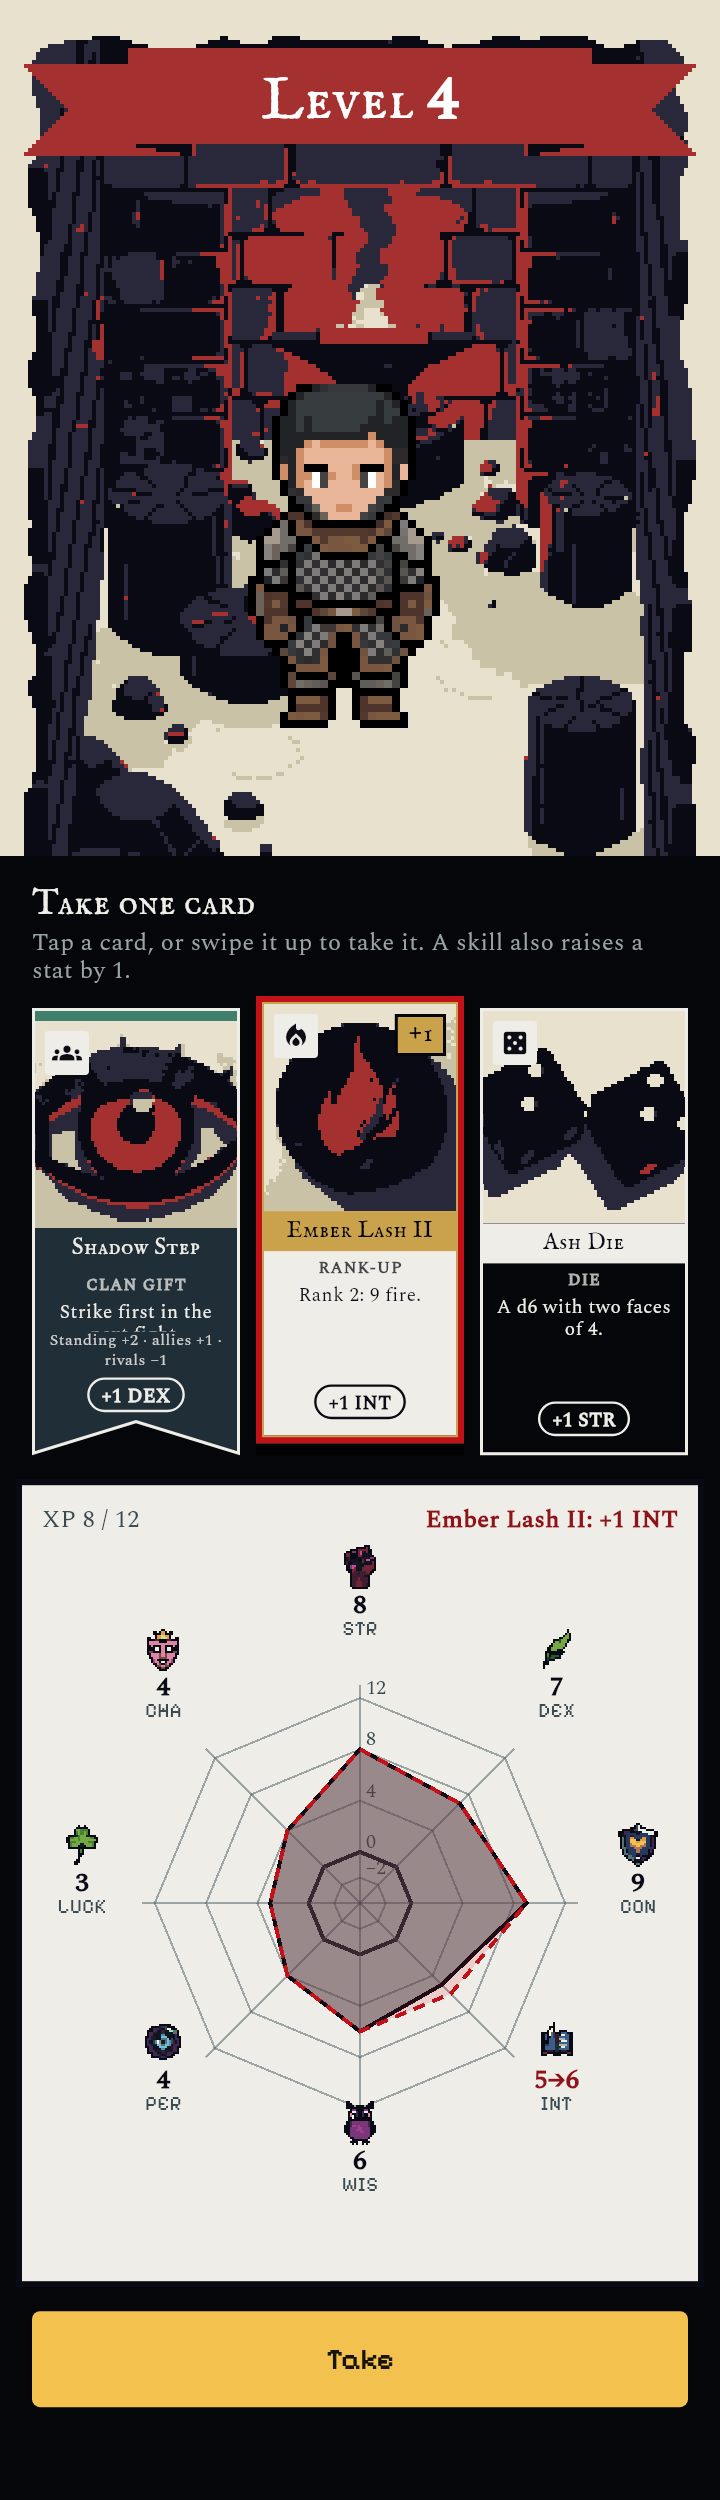 Level 4
Take one card
Tap a card, or swipe it up to take it. A skill also raises a
stat by 1.
Shadow Step
CLAN GIFT
Strike first in the
Standing +2 · allies +1 ·
rivals −1
+1 DEX
+1
Ember Lash II
RANK-UP
Rank 2: 9 fire.
+1 INT
Ash Die
DIE
A d6 with two faces
of 4.
+1 STR
XP 8 / 12
Ember Lash II: +1 INT
8
STR
4
CHA
7
DEX
12
8
4
0
−2
3
LUCK
9
CON
4
PER
5→6
INT
6
WIS
Take